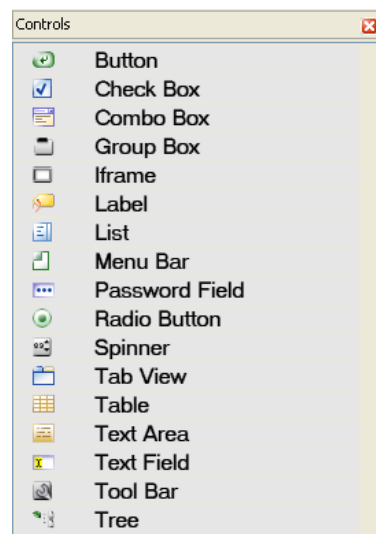 Controls
Button
Check Box
Combo Box
Group Box
Iframe
Label
List
Menu Bar
Password Field
Radio Button
Spinner
Tab View
Table
Text Area
Text Field
Tool Bar
Tree